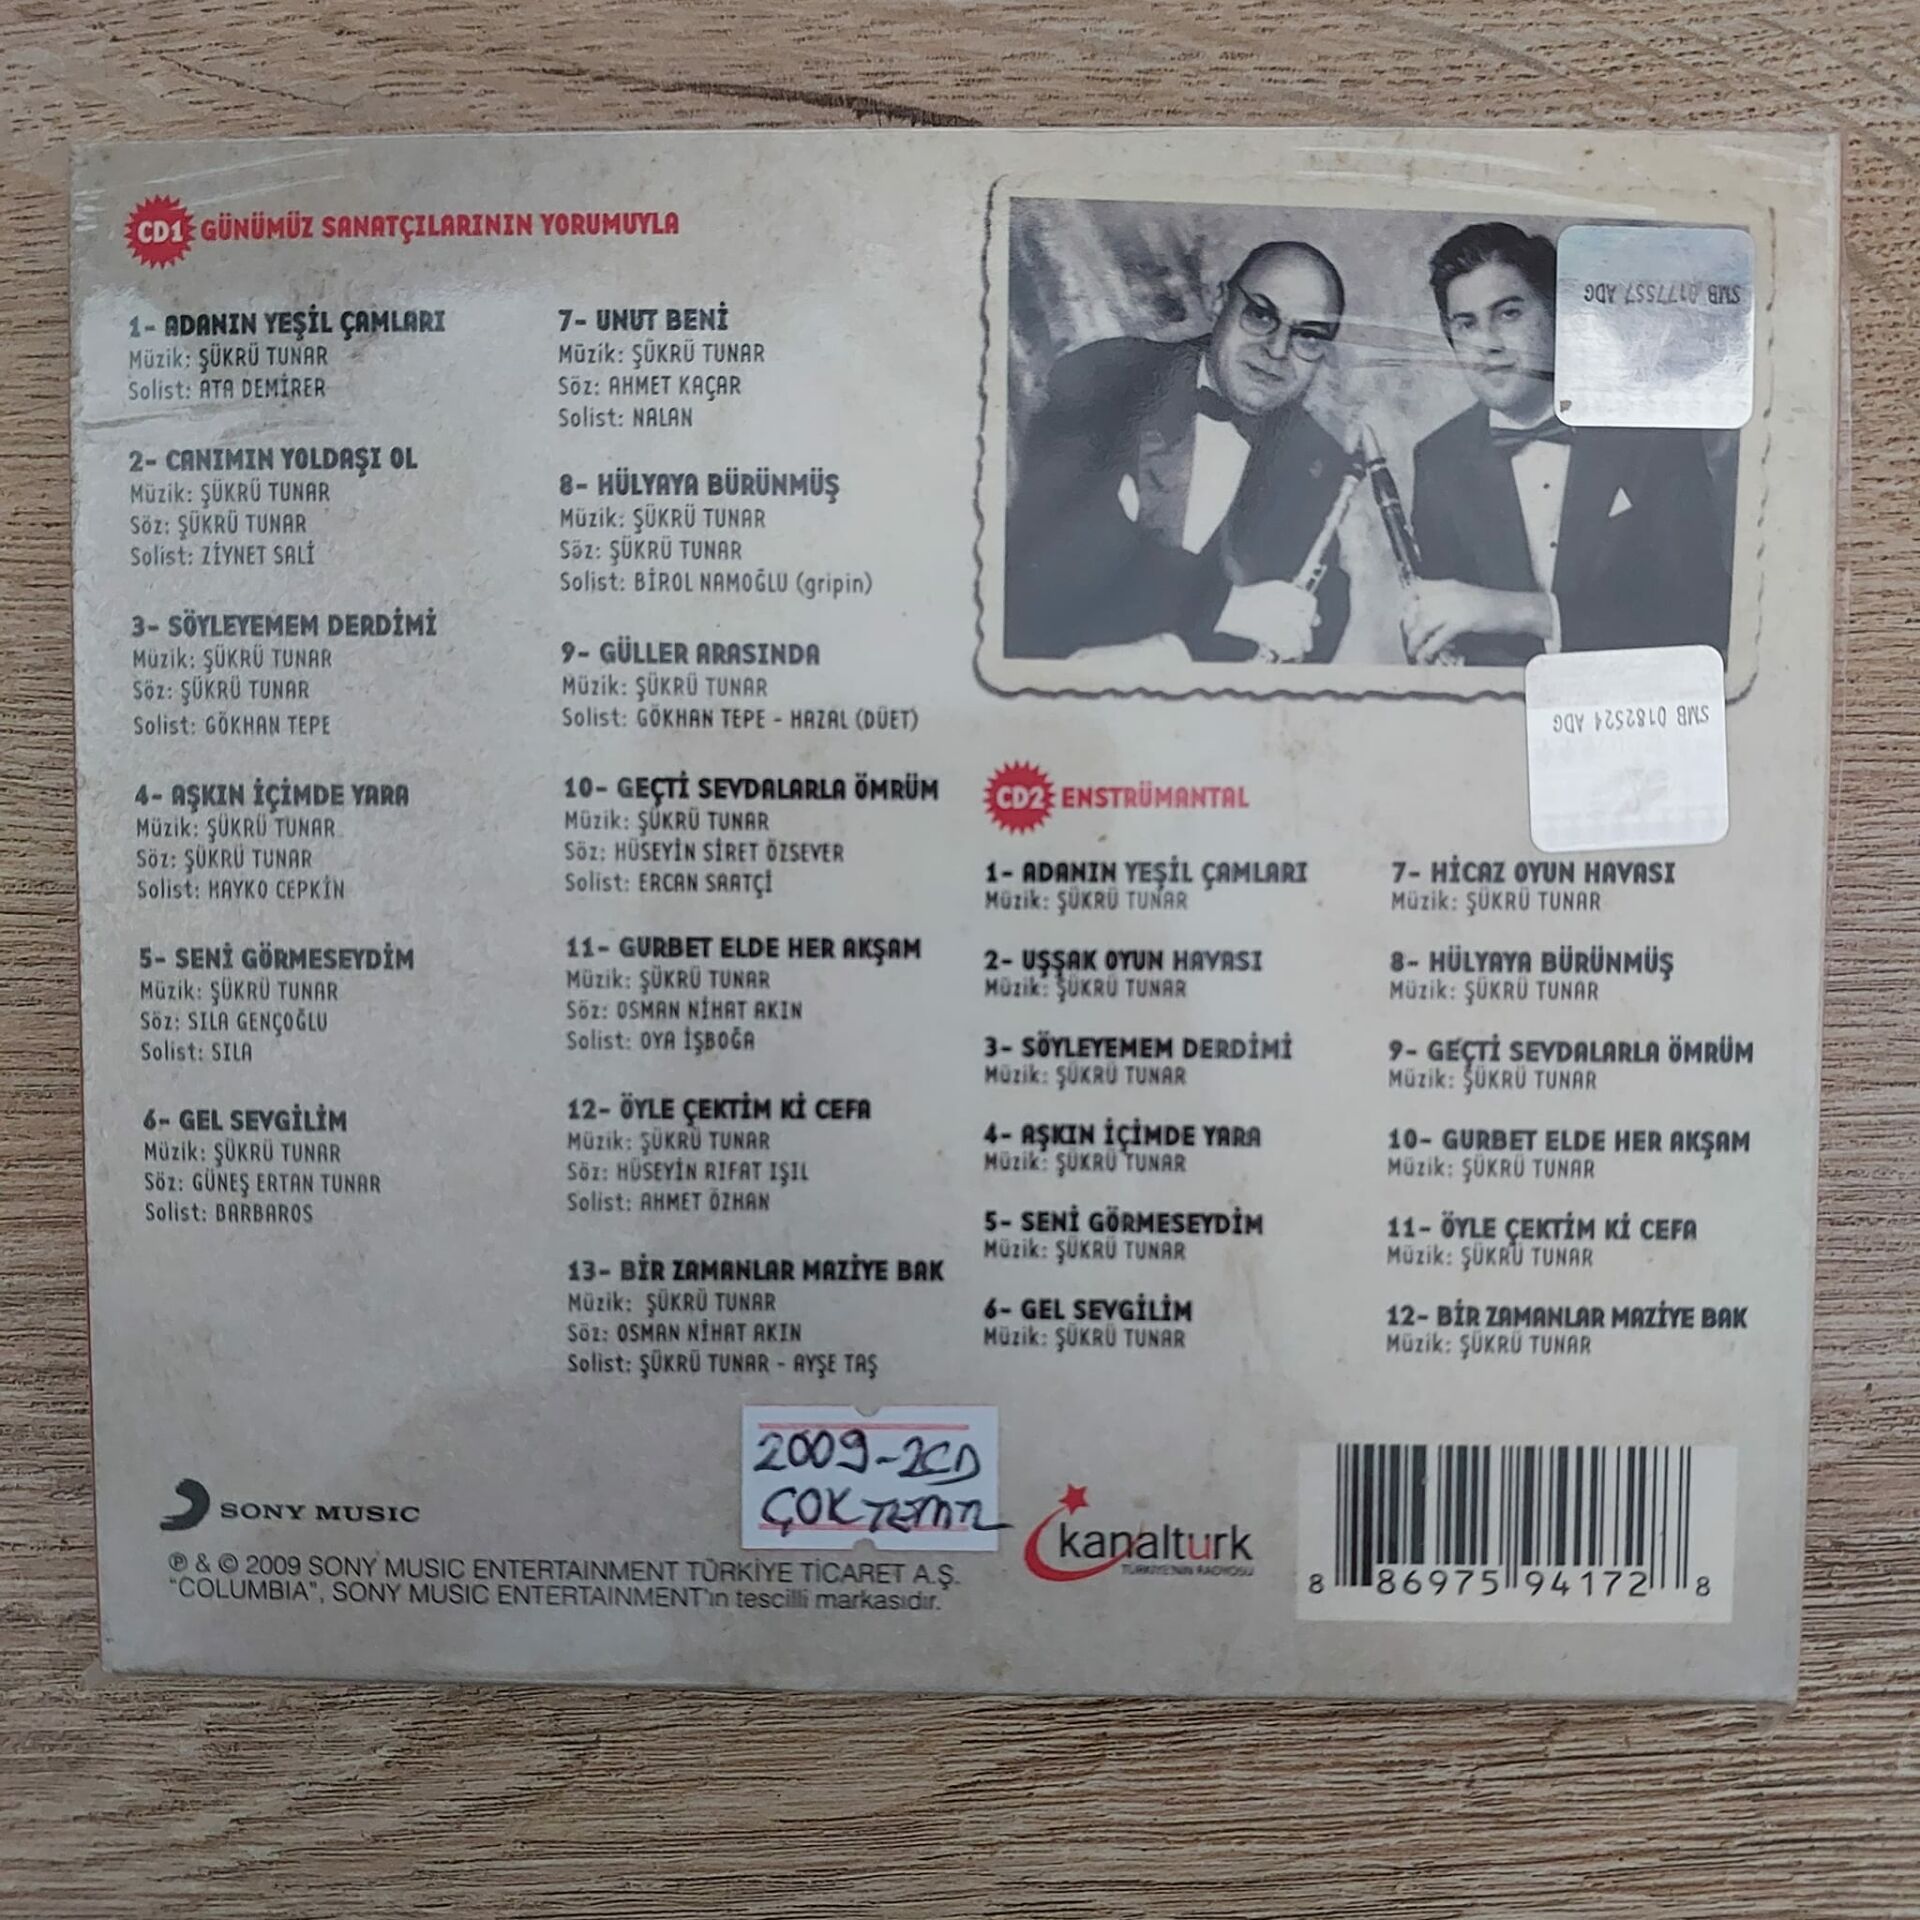 CD1 GÜNÜMÜZ SANATÇILARININ YORUMUYLA
1- ADANIN YEŞİL ÇAMLARI
Müzik: ŞÜKRÜ TUNAR
Solist: ATA DEMİRER
2- CANIMIN YOLDAŞI OL
Müzik: ŞÜKRÜ TUNAR
Söz: ŞÜKRÜ TUNAR
Solist: ZİYNET SALİ
3- SÖYLEYEMEM DERDİMİ
Müzik: ŞÜKRÜ TUNAR
Söz: ŞÜKRÜ TUNAR
Solist: GÖKHAN TEPE
4- AŞKIN İÇİMDE YARA
Müzik: ŞÜKRÜ TUNAR
Söz: ŞÜKRÜ TUNAR
Solist: HAYKO CEPKİN
5- SENİ GÖRMESEYDİM
Müzik: ŞÜKRÜ TUNAR
Söz: SILA GENÇOĞLU
Solist: SILA
6- GEL SEVGİLİM
Müzik: ŞÜKRÜ TUNAR
Söz: GÜNEŞ ERTAN TUNAR
Solist: BARBAROS
7- UNUT BENİ
Müzik: ŞÜKRÜ TUNAR
Söz: AHMET KAÇAR
Solist: NALAN
8- HÜLYAYA BÜRÜNMÜŞ
Müzik: ŞÜKRÜ TUNAR
Söz: ŞÜKRÜ TUNAR
Solist: BİROL NAMOĞLU (gripin)
9- GÜLLER ARASINDA
Müzik: ŞÜKRÜ TUNAR
Solist: GÖKHAN TEPE - HAZAL (DÜET)
10- GEÇTİ SEVDALARLA ÖMRÜM
Müzik: ŞÜKRÜ TUNAR
Söz: HÜSEYİN SİRET ÖZSEVER
Solist: ERCAN SAATÇİ
11- GURBET ELDE HER AKŞAM
Müzik: ŞÜKRÜ TUNAR
Söz: OSMAN NİHAT AKIN
Solist: OYA İŞBOĞA
12- ÖYLE ÇEKTİM Kİ CEFA
Müzik: ŞÜKRÜ TUNAR
Söz: HÜSEYİN RIFAT IŞIL
Solist: AHMET ÖZHAN
13- BİR ZAMANLAR MAZİYE BAK
Müzik: ŞÜKRÜ TUNAR
Söz: OSMAN NİHAT AKIN
Solist: ŞÜKRÜ TUNAR - AYŞE TAŞ
SMB 0177557 ADG
SMB 0182524 ADG
CD2 ENSTRÜMANTAL
1- ADANIN YEŞİL ÇAMLARI
Müzik: ŞÜKRÜ TUNAR
2- UŞŞAK OYUN HAVASI
Müzik: ŞÜKRÜ TUNAR
3- SÖYLEYEMEM DERDİMİ
Müzik: ŞÜKRÜ TUNAR
4- AŞKIN İÇİMDE YARA
Müzik: ŞÜKRÜ TUNAR
5- SENİ GÖRMESEYDİM
Müzik: ŞÜKRÜ TUNAR
6- GEL SEVGİLİM
Müzik: ŞÜKRÜ TUNAR
7- HİCAZ OYUN HAVASI
Müzik: ŞÜKRÜ TUNAR
8- HÜLYAYA BÜRÜNMÜŞ
Müzik: ŞÜKRÜ TUNAR
9- GEÇTİ SEVDALARLA ÖMRÜM
Müzik: ŞÜKRÜ TUNAR
10- GURBET ELDE HER AKŞAM
Müzik: ŞÜKRÜ TUNAR
11- ÖYLE ÇEKTİM Kİ CEFA
Müzik: ŞÜKRÜ TUNAR
12- BİR ZAMANLAR MAZİYE BAK
Müzik: ŞÜKRÜ TUNAR
2009-2CD
ÇOK TEMİZ
SONY MUSIC
℗ & © 2009 SONY MUSIC ENTERTAINMENT TÜRKİYE TİCARET A.Ş.
"COLUMBIA", SONY MUSIC ENTERTAINMENT'ın tescilli markasıdır.
kanalturk
TÜRKİYE'NİN RADYOSU
8 86975 94172 8